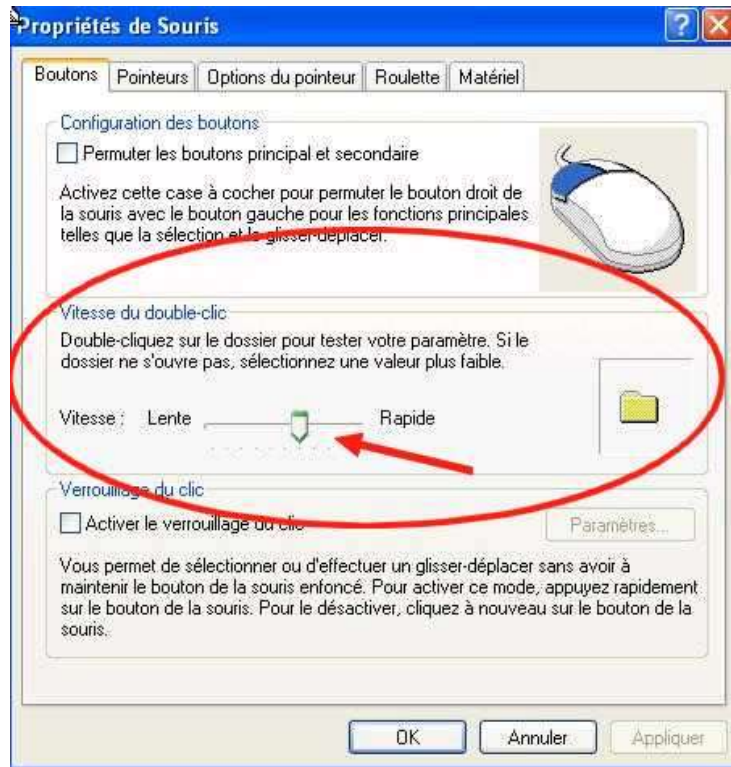 Propriétés de Souris
Boutons Pointeurs Options du pointeur Roulette Matériel
Configuration des boutons
Permuter les boutons principal et secondaire
Activez cette case à cocher pour permuter le bouton droit de
la souris avec le bouton gauche pour les fonctions principales
telles que la sélection et le glisser-déplacer.
Vitesse du double-clic
Double-cliquez sur le dossier pour tester votre paramètre. Si le
dossier ne s'ouvre pas, sélectionnez une valeur plus faible.
Vitesse : Lente Rapide
Verrouillage du clic
Activer le verrouillage du clic Paramètres...
Vous permet de sélectionner ou d'effectuer un glisser-déplacer sans avoir à
maintenir le bouton de la souris enfoncé. Pour activer ce mode, appuyez rapidement
sur le bouton de la souris. Pour le désactiver, cliquez à nouveau sur le bouton de la
souris.
OK Annuler Appliquer